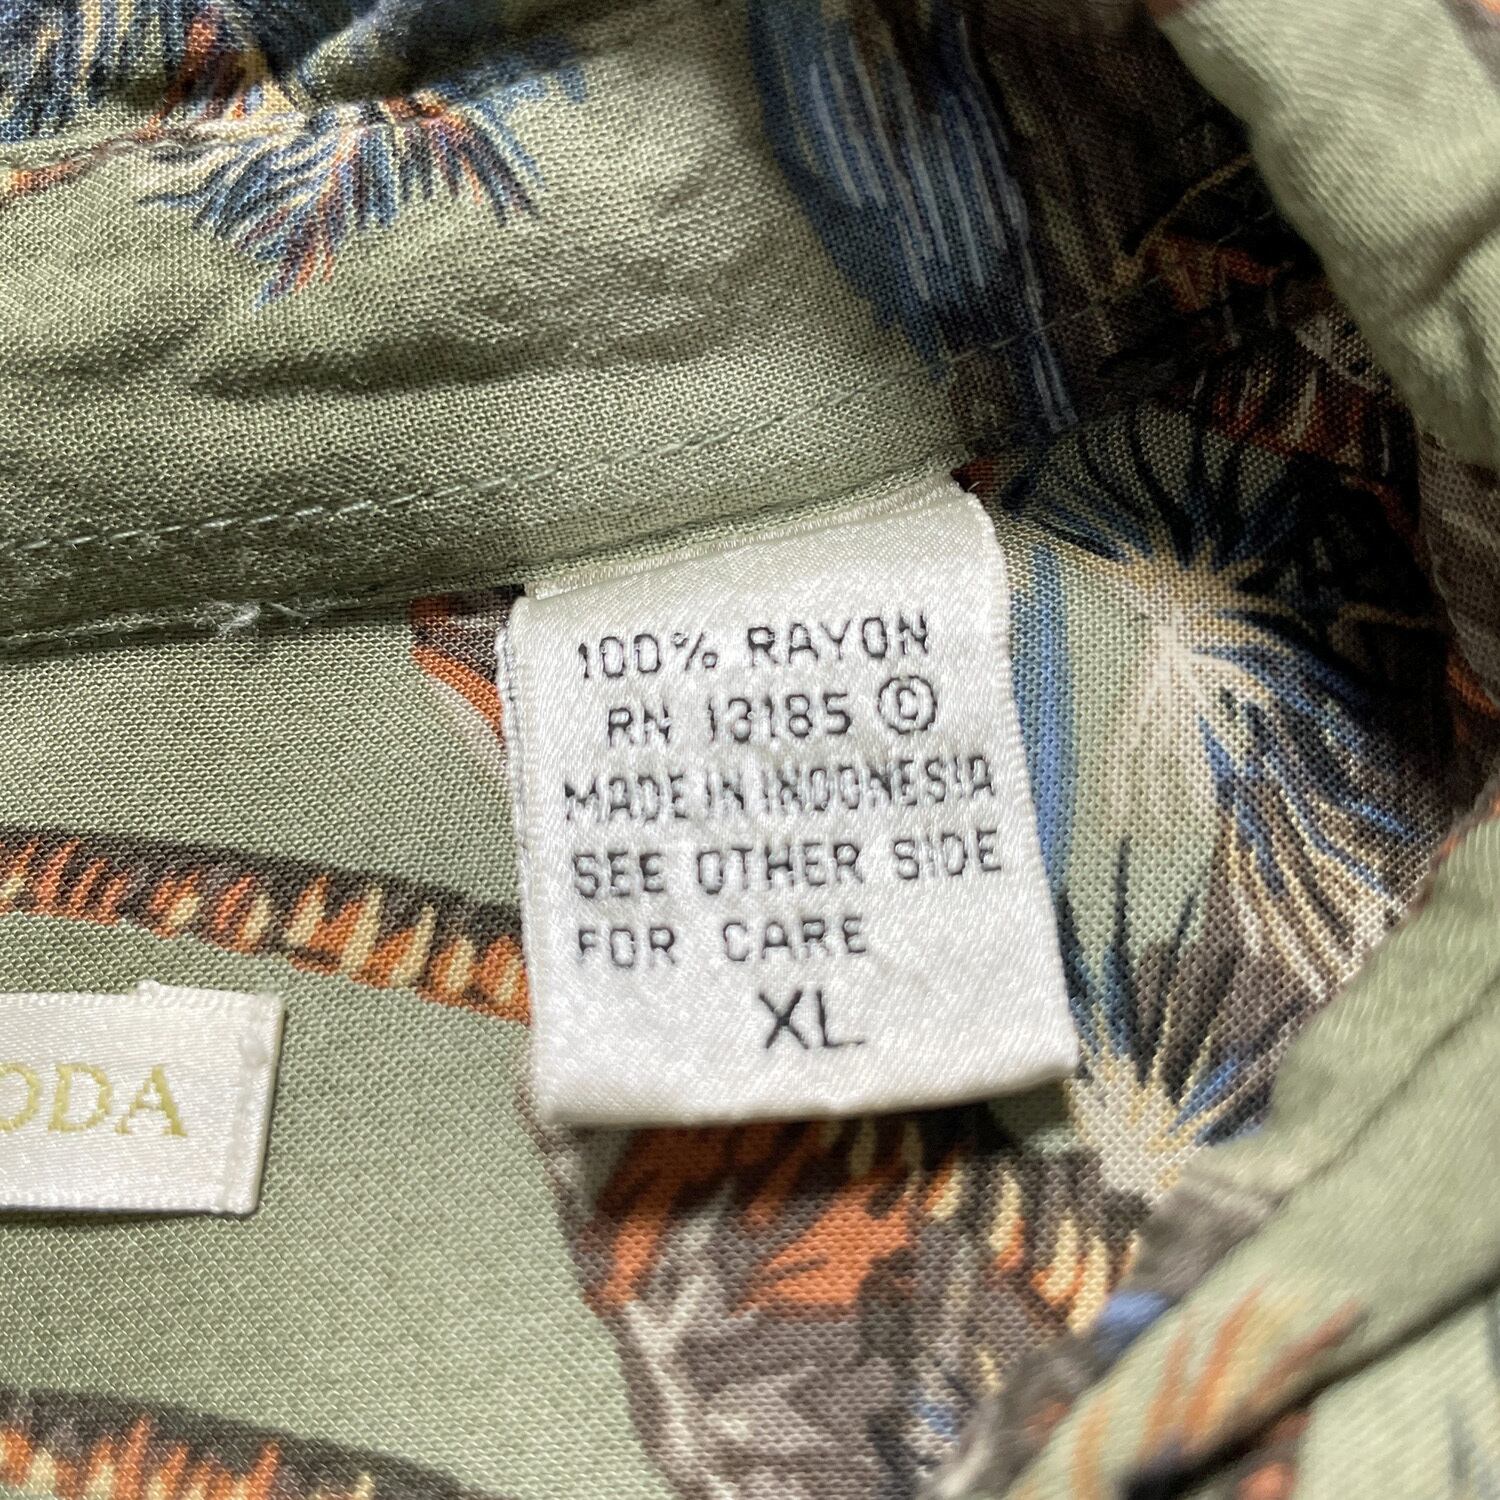 100% RAYON
RN 13185 ©
MADE IN INDONESIA
SEE OTHER SIDE
FOR CARE
XL
ODA